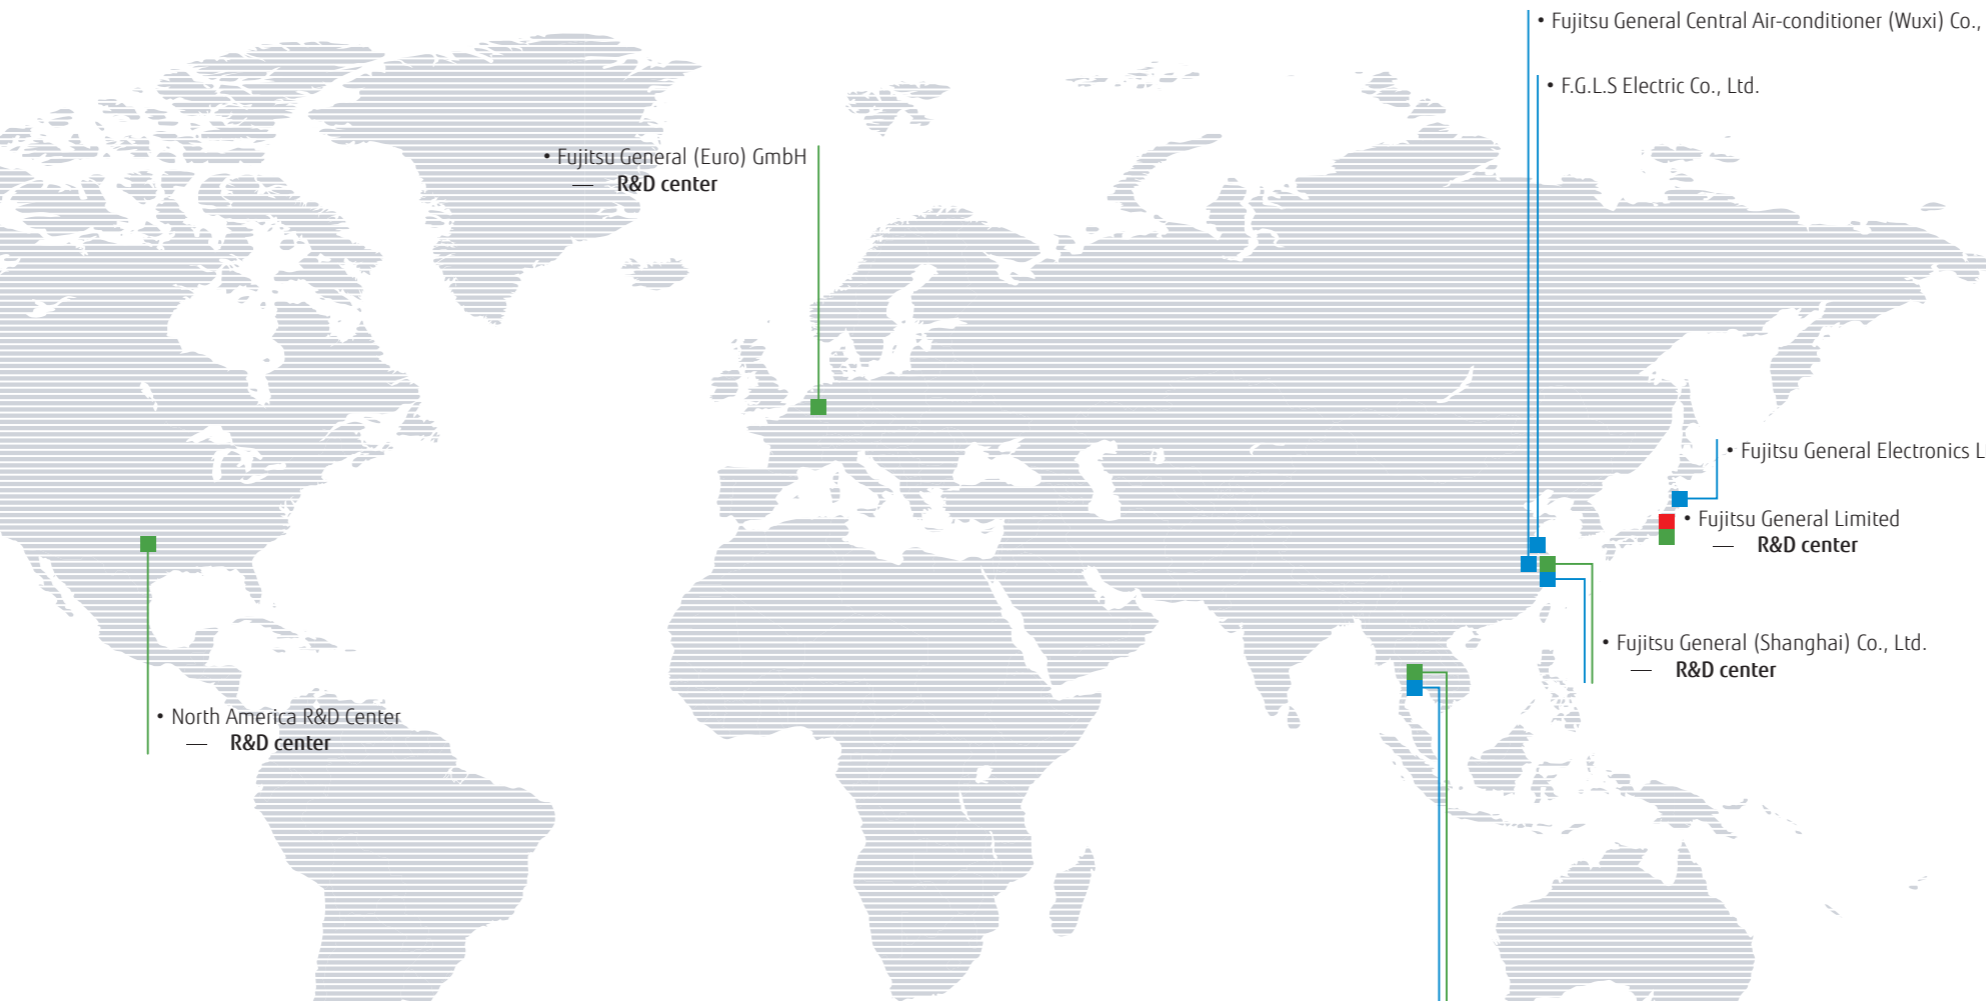 • Fujitsu General Central Air-conditioner (Wuxi) Co.,
• F.G.L.S Electric Co., Ltd.
• Fujitsu General (Euro) GmbH
— R&D center
• Fujitsu General Electronics L
• Fujitsu General Limited
— R&D center
• Fujitsu General (Shanghai) Co., Ltd.
— R&D center
• North America R&D Center
— R&D center